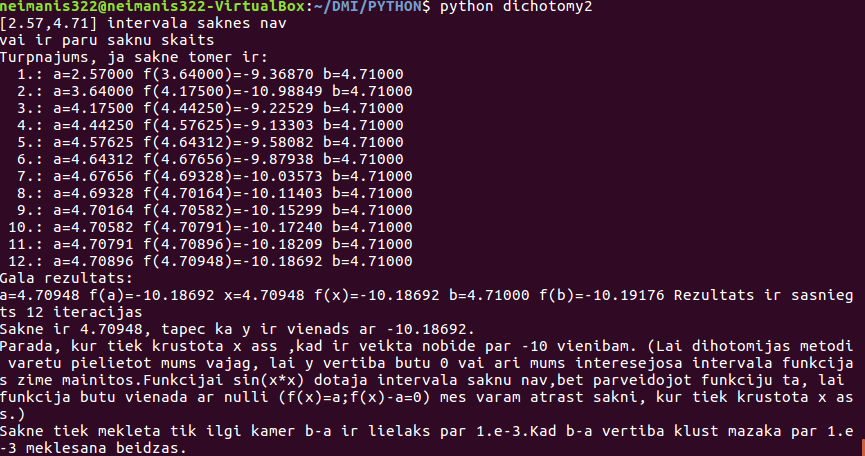 neimanis322@neimanis322-VirtualBox:~/DMI/PYTHON$ python dichotomy2
[2.57,4.71] intervala saknes nav
vai ir paru saknu skaits
Turpnajums, ja sakne tomer ir:
  1.: a=2.57000 f(3.64000)=-9.36870 b=4.71000
  2.: a=3.64000 f(4.17500)=-10.98849 b=4.71000
  3.: a=4.17500 f(4.44250)=-9.22529 b=4.71000
  4.: a=4.44250 f(4.57625)=-9.13303 b=4.71000
  5.: a=4.57625 f(4.64312)=-9.58082 b=4.71000
  6.: a=4.64312 f(4.67656)=-9.87938 b=4.71000
  7.: a=4.67656 f(4.69328)=-10.03573 b=4.71000
  8.: a=4.69328 f(4.70164)=-10.11403 b=4.71000
  9.: a=4.70164 f(4.70582)=-10.15299 b=4.71000
 10.: a=4.70582 f(4.70791)=-10.17240 b=4.71000
 11.: a=4.70791 f(4.70896)=-10.18209 b=4.71000
 12.: a=4.70896 f(4.70948)=-10.18692 b=4.71000
Gala rezultats:
a=4.70948 f(a)=-10.18692 x=4.70948 f(x)=-10.18692 b=4.71000 f(b)=-10.19176 Rezultats ir sasnieg
ts 12 iteracijas
Sakne ir 4.70948, tapec ka y ir vienads ar -10.18692.
Parada, kur tiek krustota x ass ,kad ir veikta nobide par -10 vienibam. (Lai dihotomijas metodi
 varetu pielietot mums vajag, lai y vertiba butu 0 vai ari mums interesejosa intervala funkcija
s zime mainitos.Funkcijai sin(x*x) dotaja intervala saknu nav,bet parveidojot funkciju ta, lai 
funkcija butu vienada ar nulli (f(x)=a;f(x)-a=0) mes varam atrast sakni, kur tiek krustota x as
s.)
Sakne tiek mekleta tik ilgi kamer b-a ir lielaks par 1.e-3.Kad b-a vertiba klust mazaka par 1.e
-3 meklesana beidzas.